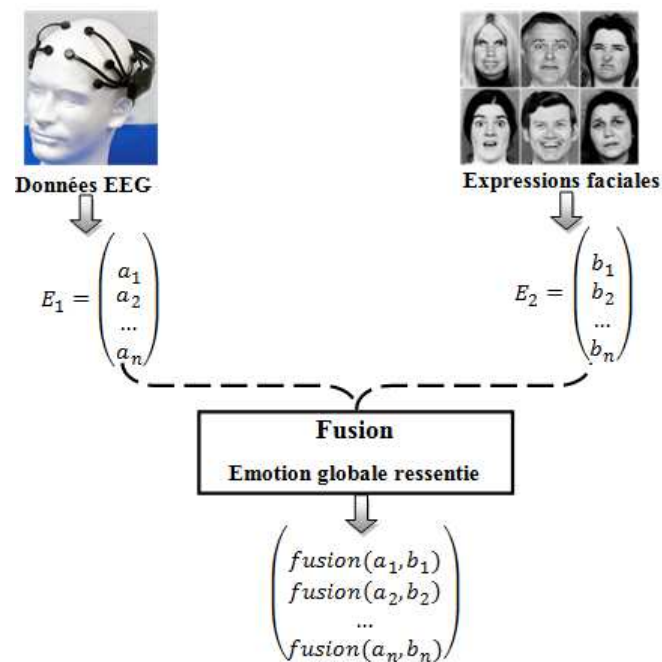 Données EEG
Expressions faciales
E₁ =
a₁
a₂
...
aₙ
E₂ =
b₁
b₂
...
bₙ
Fusion
Emotion globale ressentie
fusion(a₁,b₁)
fusion(a₂,b₂)
...
fusion(aₙ,bₙ)